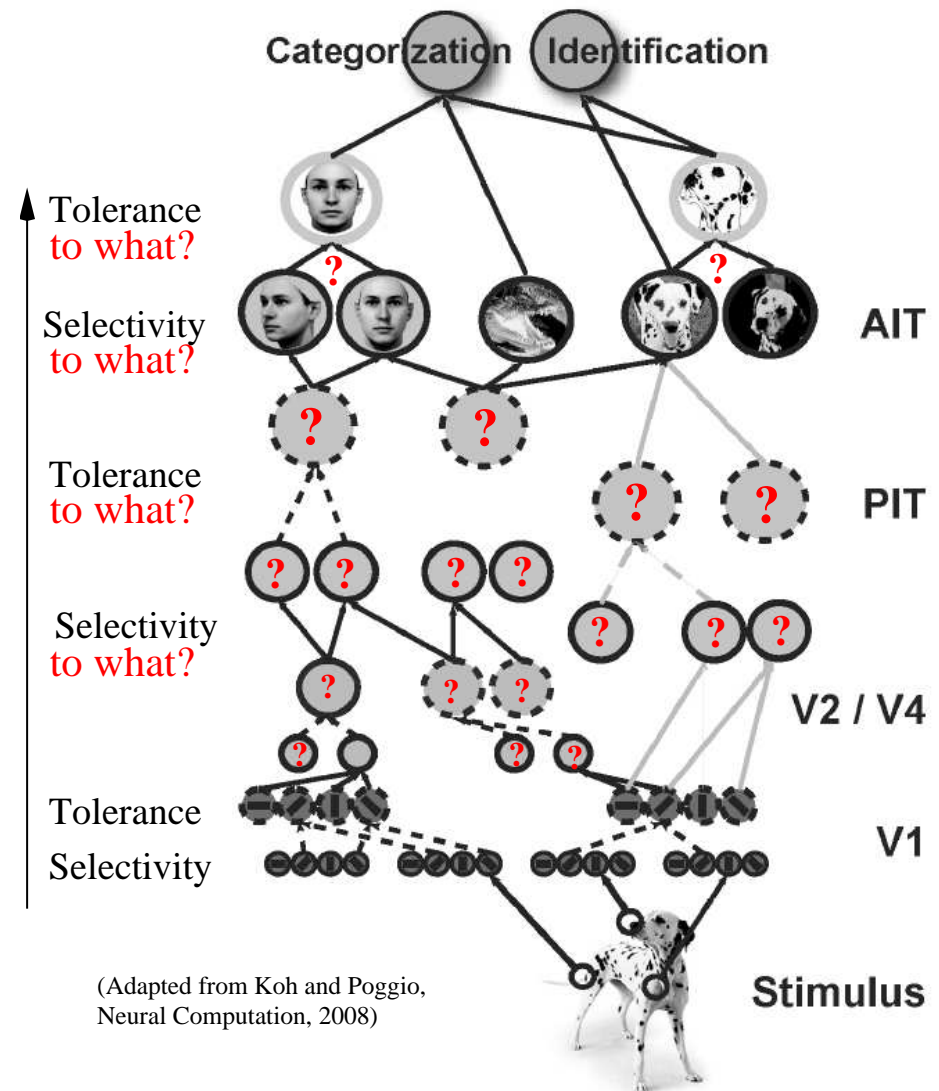 Categorization Identification
Tolerance
to what?
?
?
Selectivity
to what?
AIT
?
?
Tolerance
to what?
?
?
PIT
?
?
?
?
?
?
?
Selectivity
to what?
?
?
?
V2 / V4
?
?
?
Tolerance
V1
Selectivity
(Adapted from Koh and Poggio,
Neural Computation, 2008)
Stimulus